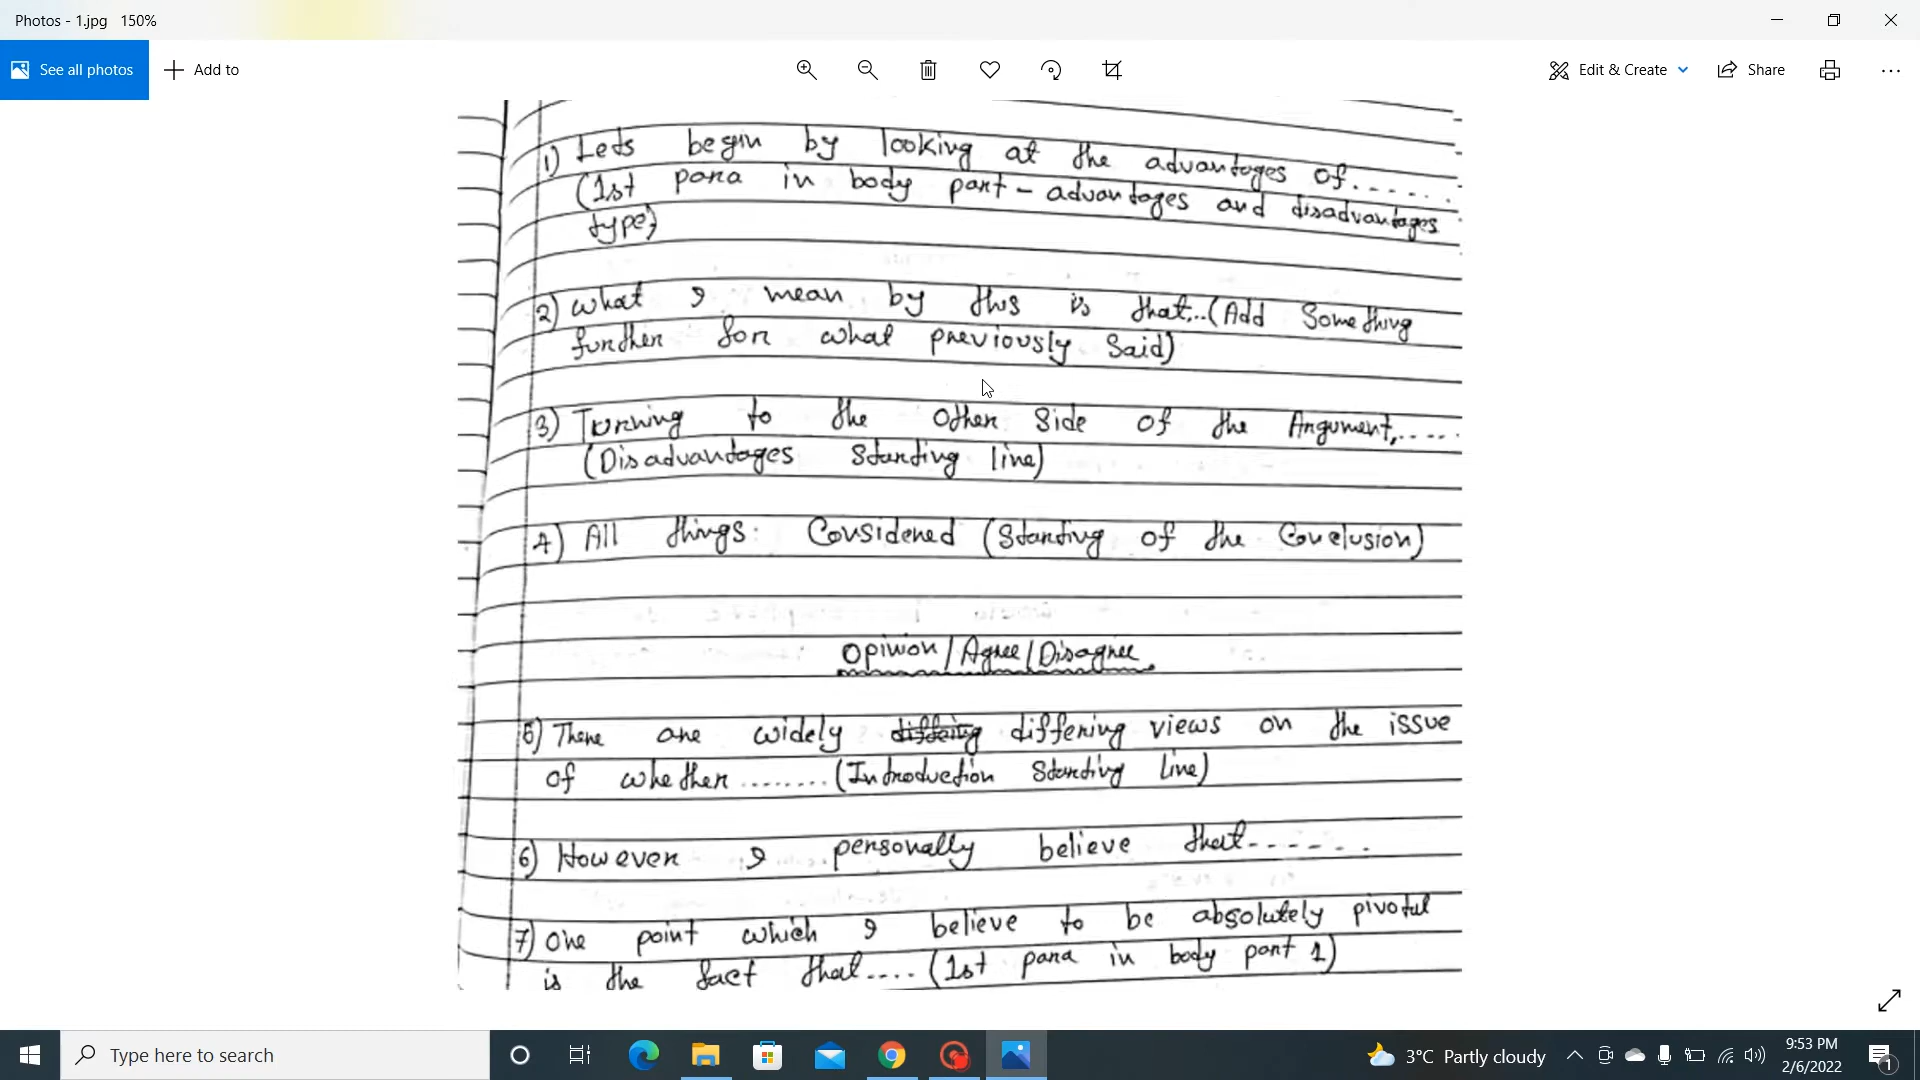 Photos - 1.jpg 150%
See all photos
Add to
Edit & Create
Share
1) Lets begin by looking at the advantages of......
(1st para in body part - advantages and disadvantages
type)
2) what I mean by this is that...(Add Something
further for what previously Said)
3) Turning to the Other Side of the Argument,.....
(Disadvantages Starting line)
4) All things Considered (Starting of the Conclusion)
Opinion/Agree/Disagree
5) There are widely differing views on the issue
of whether ........(Introduction Starting Line)
6) However I personally believe that------.
7) One point which I believe to be absolutely pivotal
is the fact that.... (1st para in body part 1)
Type here to search
3°C Partly cloudy
9:53 PM
2/6/2022
1